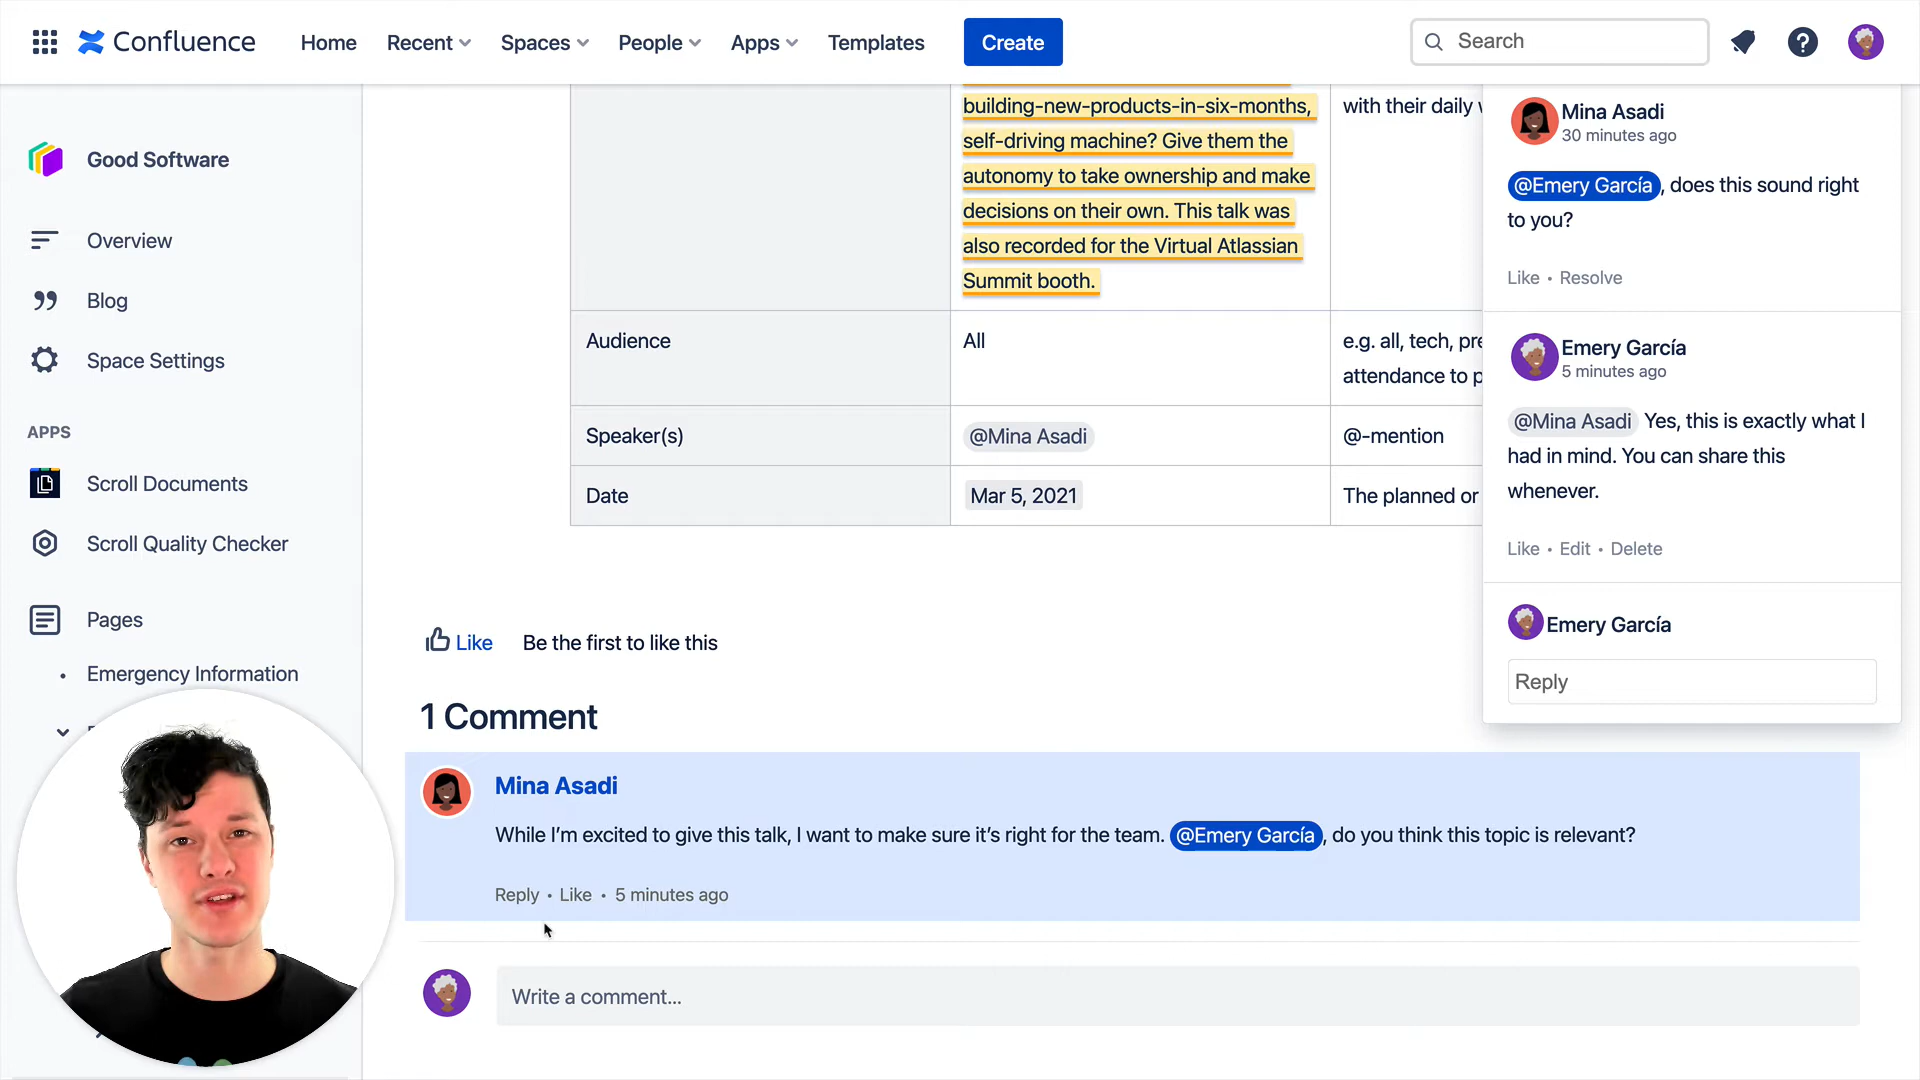 Confluence
Home
Recent
Spaces
People
Apps
Templates
Create
Search
Good Software
Overview
Blog
Space Settings
APPS
Scroll Documents
Scroll Quality Checker
Pages
Emergency Information
building-new-products-in-six-months,
self-driving machine? Give them the
autonomy to take ownership and make
decisions on their own. This talk was
also recorded for the Virtual Atlassian
Summit booth.
with their daily
Audience
All
e.g. all, tech, pre
attendance to p
Speaker(s)
@Mina Asadi
@-mention
Date
Mar 5, 2021
The planned or
Like
Be the first to like this
1 Comment
Mina Asadi
While I'm excited to give this talk, I want to make sure it's right for the team. @Emery García, do you think this topic is relevant?
Reply • Like • 5 minutes ago
Write a comment...
Mina Asadi
30 minutes ago
@Emery García, does this sound right
to you?
Like • Resolve
Emery García
5 minutes ago
@Mina Asadi Yes, this is exactly what I
had in mind. You can share this
whenever.
Like • Edit • Delete
Emery García
Reply